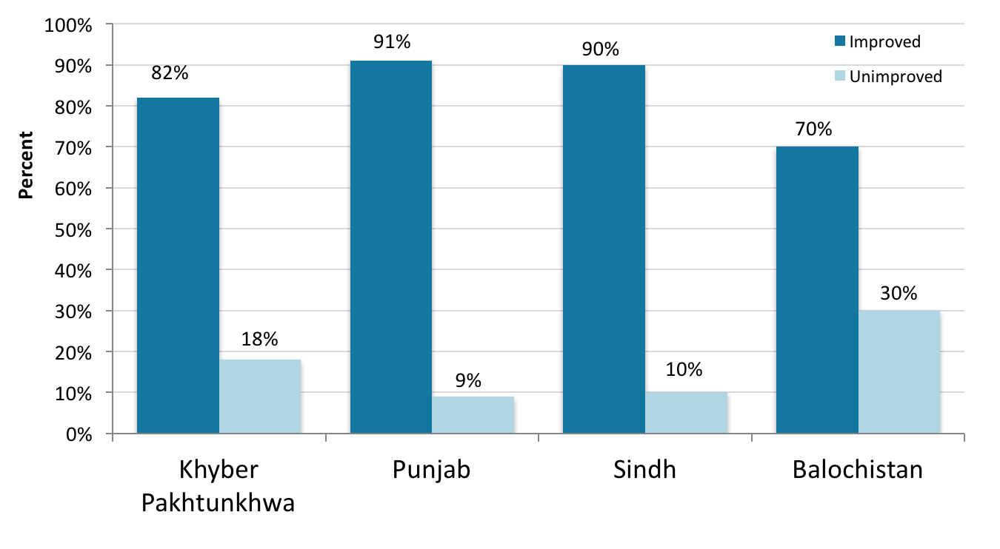 100%
90%
80%
70%
60%
50%
40%
30%
20%
10%
0%
Percent
82%
18%
91%
9%
90%
10%
70%
30%
Improved
Unimproved
Khyber
Pakhtunkhwa
Punjab
Sindh
Balochistan